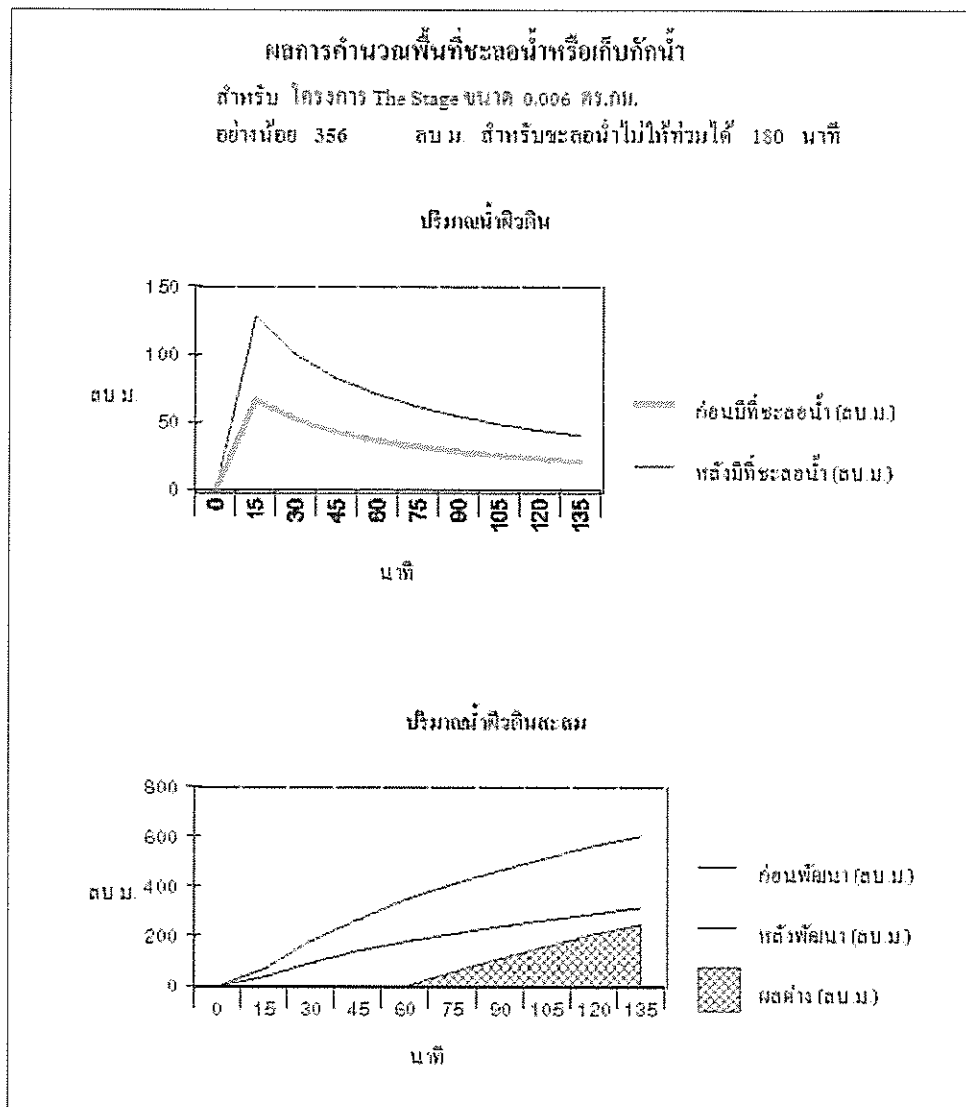 ผลการคำนวณพื้นที่ชะลอน้ำหรือเก็บกักน้ำ
สำหรับ โครงการ The Stage ขนาด 0.006 ตร.กม.
อย่างน้อย 356 ลบ ม. สำหรับชะลอน้ำไม่ให้ท่วมได้ 180 นาที
ปริมาณน้ำผิวดิน
150
100
50
0
ลบ ม.
0 15 30 45 60 75 90 105 120 135
นาที
ก่อนมีที่ชะลอน้ำ (ลบ.ม.)
หลังมีที่ชะลอน้ำ (ลบ.ม.)
ปริมาณน้ำผิวดินสะสม
800
600
400
200
0
ลบ ม.
0 15 30 45 60 75 90 105 120 135
นาที
ก่อนพัฒนา (ลบ.ม.)
หลังพัฒนา (ลบ.ม.)
ผลต่าง (ลบ.ม.)